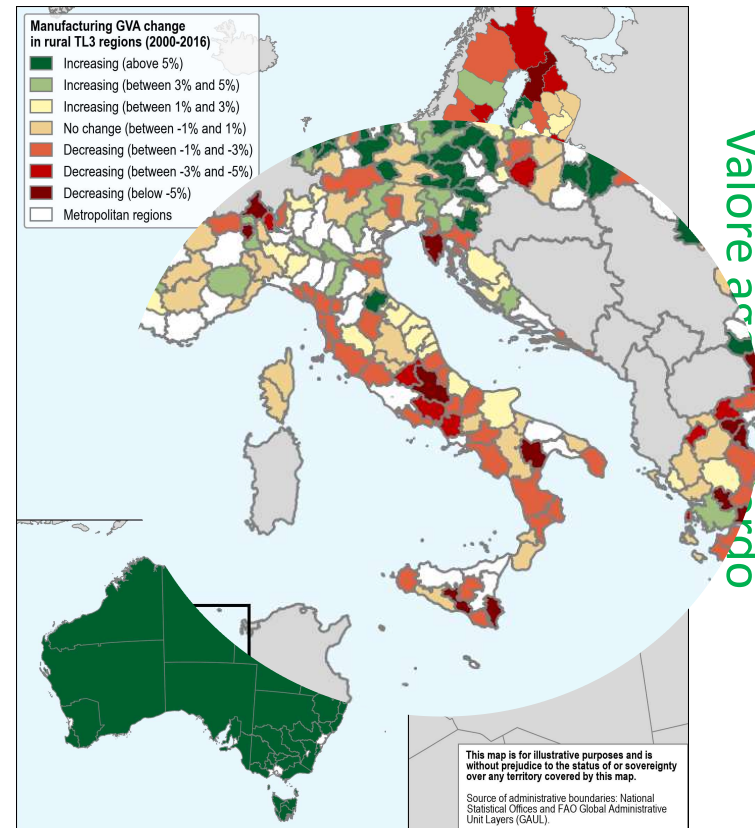 Manufacturing GVA change
in rural TL3 regions (2000-2016)
Increasing (above 5%)
Increasing (between 3% and 5%)
Increasing (between 1% and 3%)
No change (between -1% and 1%)
Decreasing (between -1% and -3%)
Decreasing (between -3% and -5%)
Decreasing (below -5%)
Metropolitan regions
Valore
This map is for illustrative purposes and is
without prejudice to the status of or sovereignty
over any territory covered by this map.
Source of administrative boundaries: National
Statistical Offices and FAO Global Administrative
Unit Layers (GAUL).